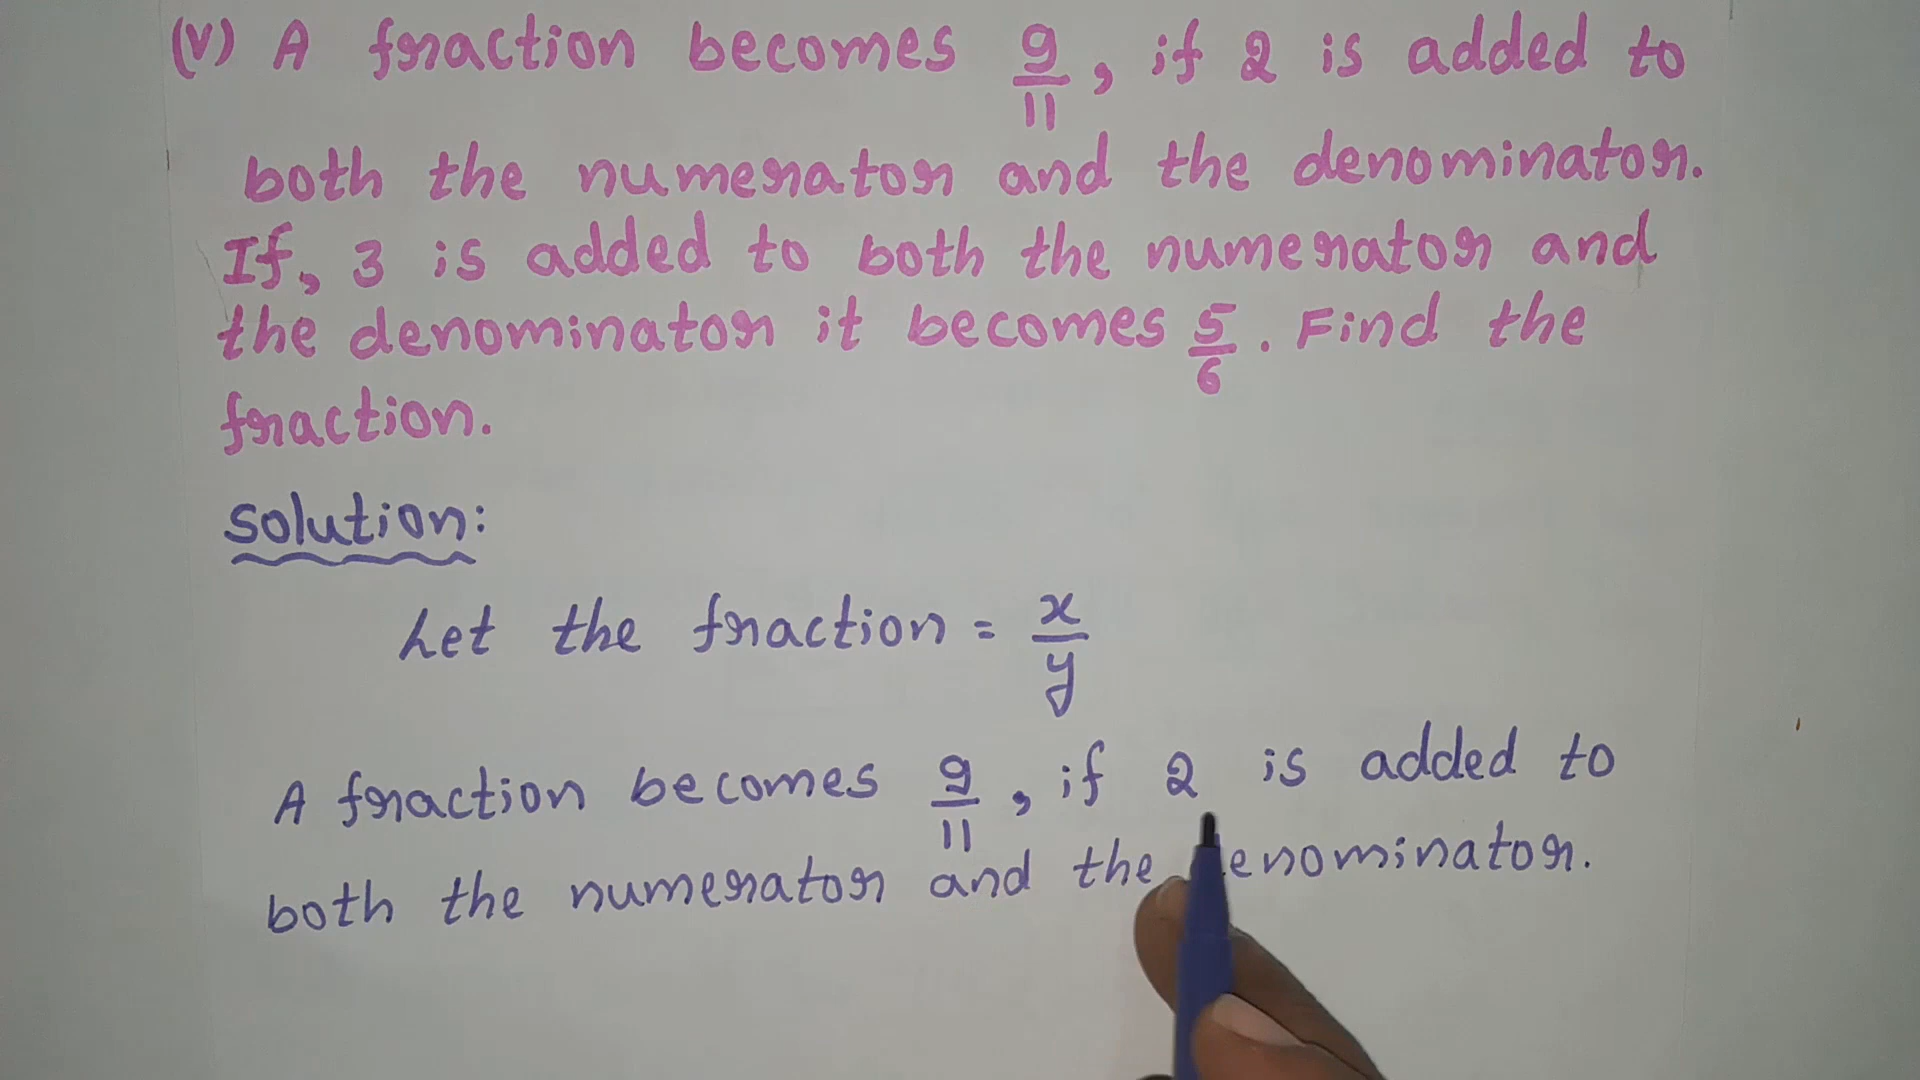 (V) A fraction becomes 9/11, if 2 is added to
both the numerator and the denominator.
If, 3 is added to both the numerator and
the denominator it becomes 5/6. Find the
fraction.
Solution:
Let the fraction = x/y
A fraction becomes 9/11, if 2 is added to
both the numerator and the denominator.